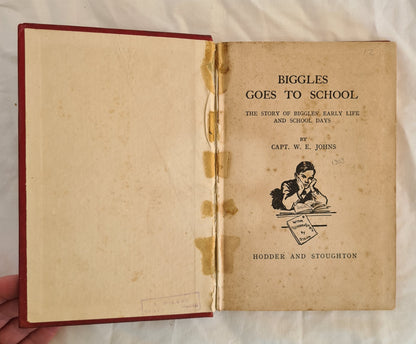 BIGGLES
GOES TO SCHOOL
THE STORY OF BIGGLES' EARLY LIFE
AND SCHOOL DAYS
BY
CAPT. W. E. JOHNS
HODDER AND STOUGHTON